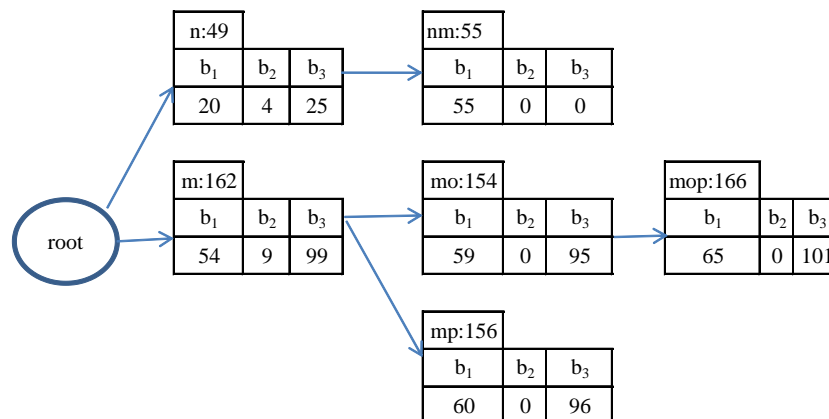 n:49
b₁ b₂ b₃
20 4 25
nm:55
b₁ b₂ b₃
55 0 0
root
m:162
b₁ b₂ b₃
54 9 99
mo:154
b₁ b₂ b₃
59 0 95
mop:166
b₁ b₂ b₃
65 0 101
mp:156
b₁ b₂ b₃
60 0 96